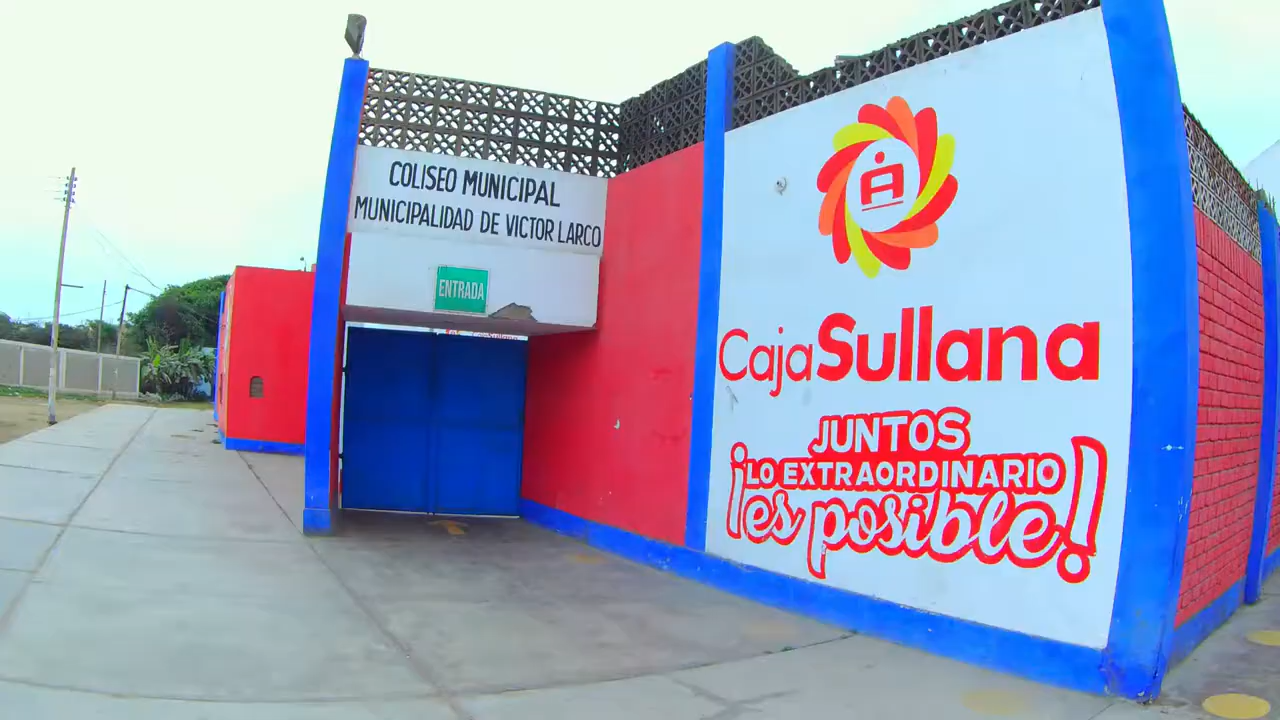 COLISEO MUNICIPAL
MUNICIPALIDAD DE VICTOR LARCO
ENTRADA
CajaSullana
JUNTOS
¡LO EXTRAORDINARIO
es posible!